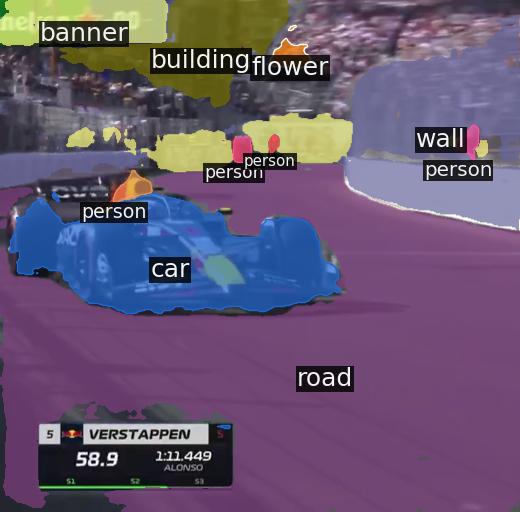 banner
building
flower
wall
person
person
person
person
car
road
5 VERSTAPPEN 5
58.9 1:11.449
ALONSO
S1 S2 S3